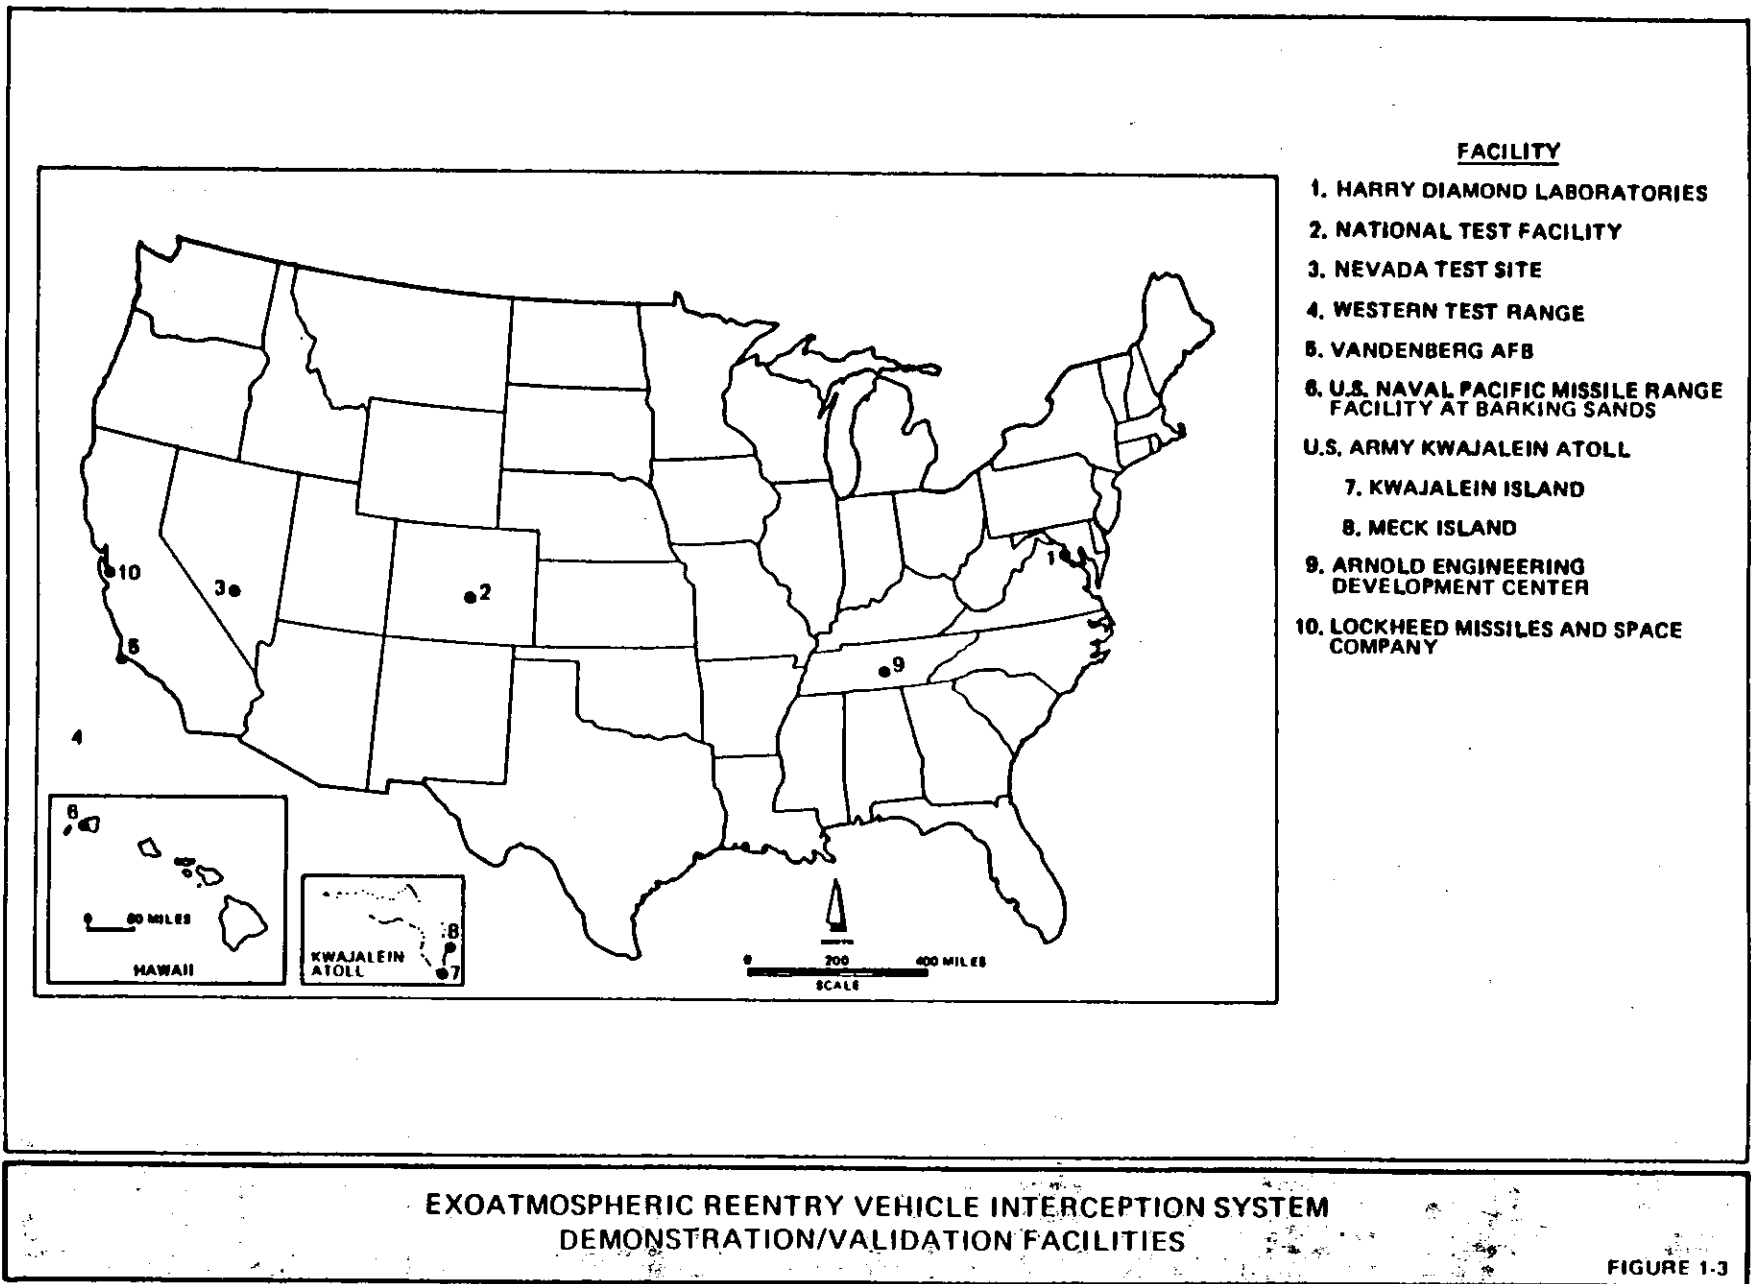 FACILITY
1. HARRY DIAMOND LABORATORIES
2. NATIONAL TEST FACILITY
3. NEVADA TEST SITE
4. WESTERN TEST RANGE
5. VANDENBERG AFB
6. U.S. NAVAL PACIFIC MISSILE RANGE
FACILITY AT BARKING SANDS
U.S. ARMY KWAJALEIN ATOLL
7. KWAJALEIN ISLAND
8. MECK ISLAND
9. ARNOLD ENGINEERING
DEVELOPMENT CENTER
10. LOCKHEED MISSILES AND SPACE
COMPANY
1
10
3
2
5
9
4
6
0 80 MILES
HAWAII
8
KWAJALEIN
ATOLL
7
0 200 400 MILES
SCALE
EXOATMOSPHERIC REENTRY VEHICLE INTERCEPTION SYSTEM
DEMONSTRATION/VALIDATION FACILITIES
FIGURE 1-3